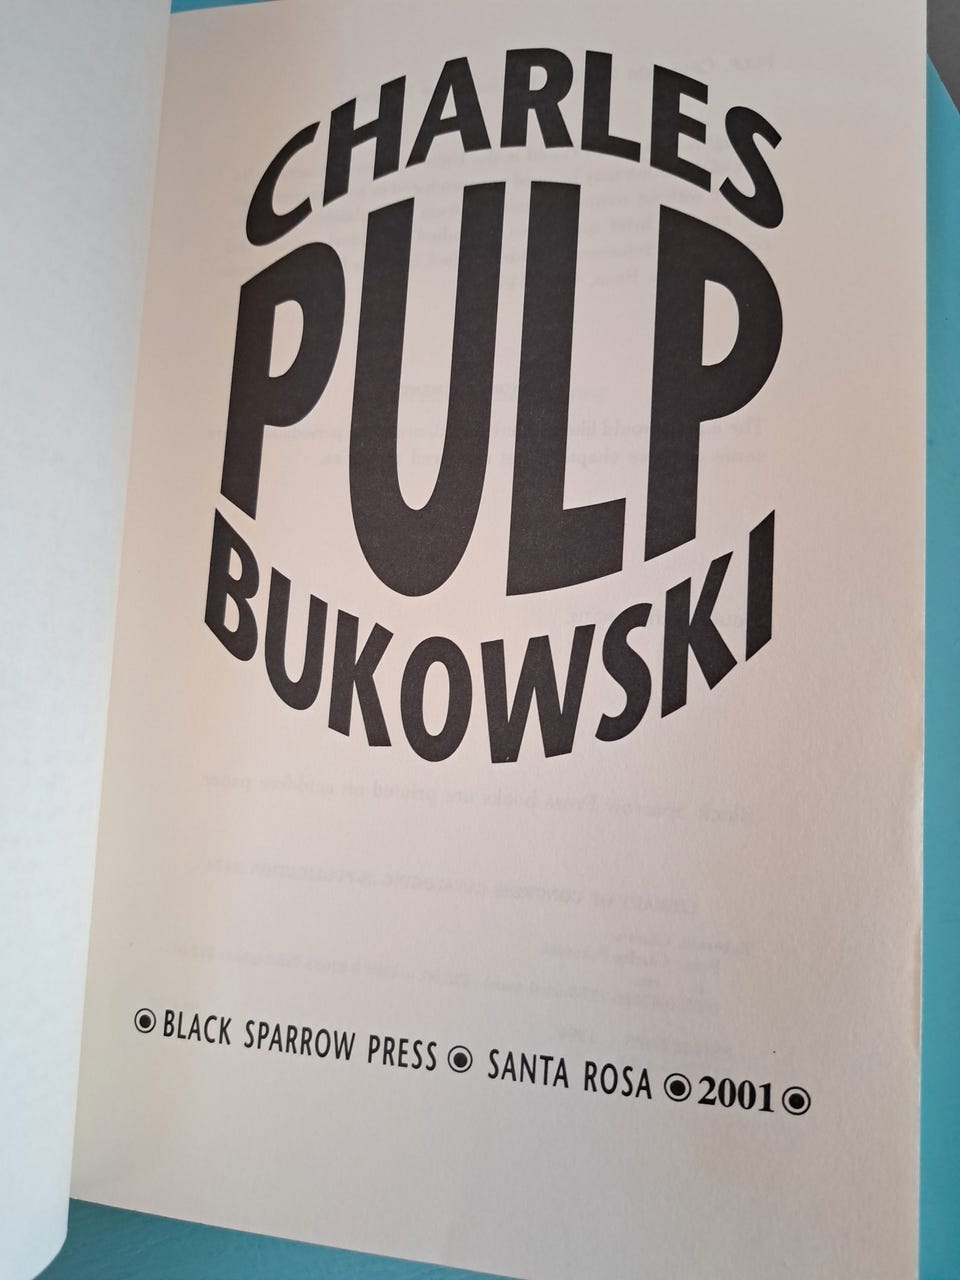 CHARLES
PULP
BUKOWSKI
BLACK SPARROW PRESS SANTA ROSA 2001